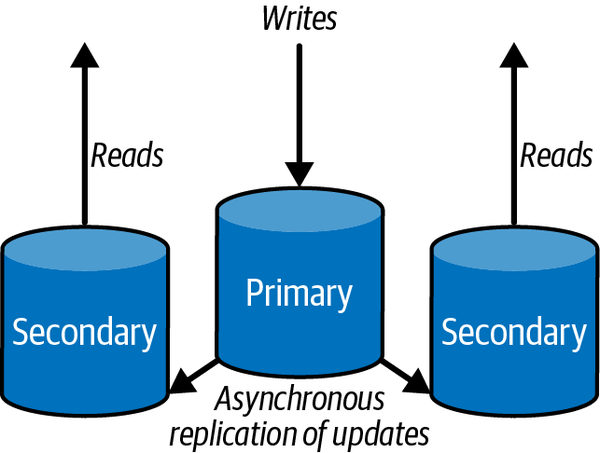 Writes
Reads
Reads
Primary
Secondary
Secondary
Asynchronous
replication of updates